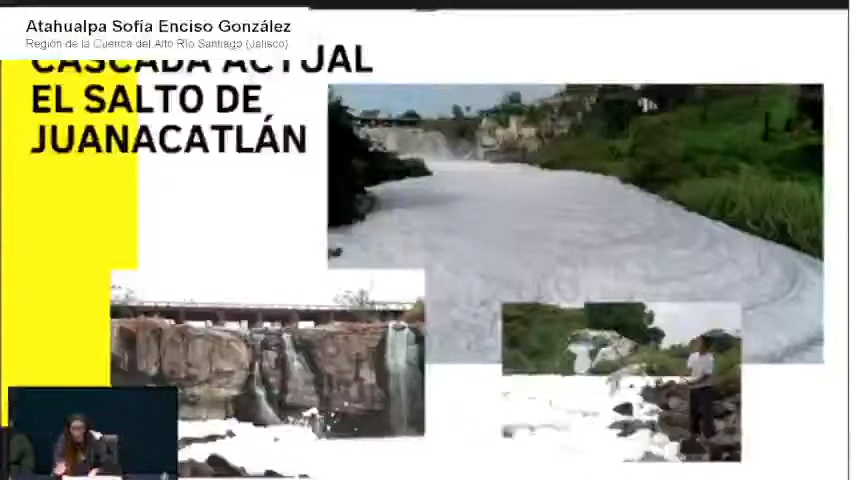 Atahualpa Sofía Enciso González
Región de la Cuenca del Alto Río Santiago (Jalisco).
CASCADA ACTUAL
EL SALTO DE
JUANACATLÁN